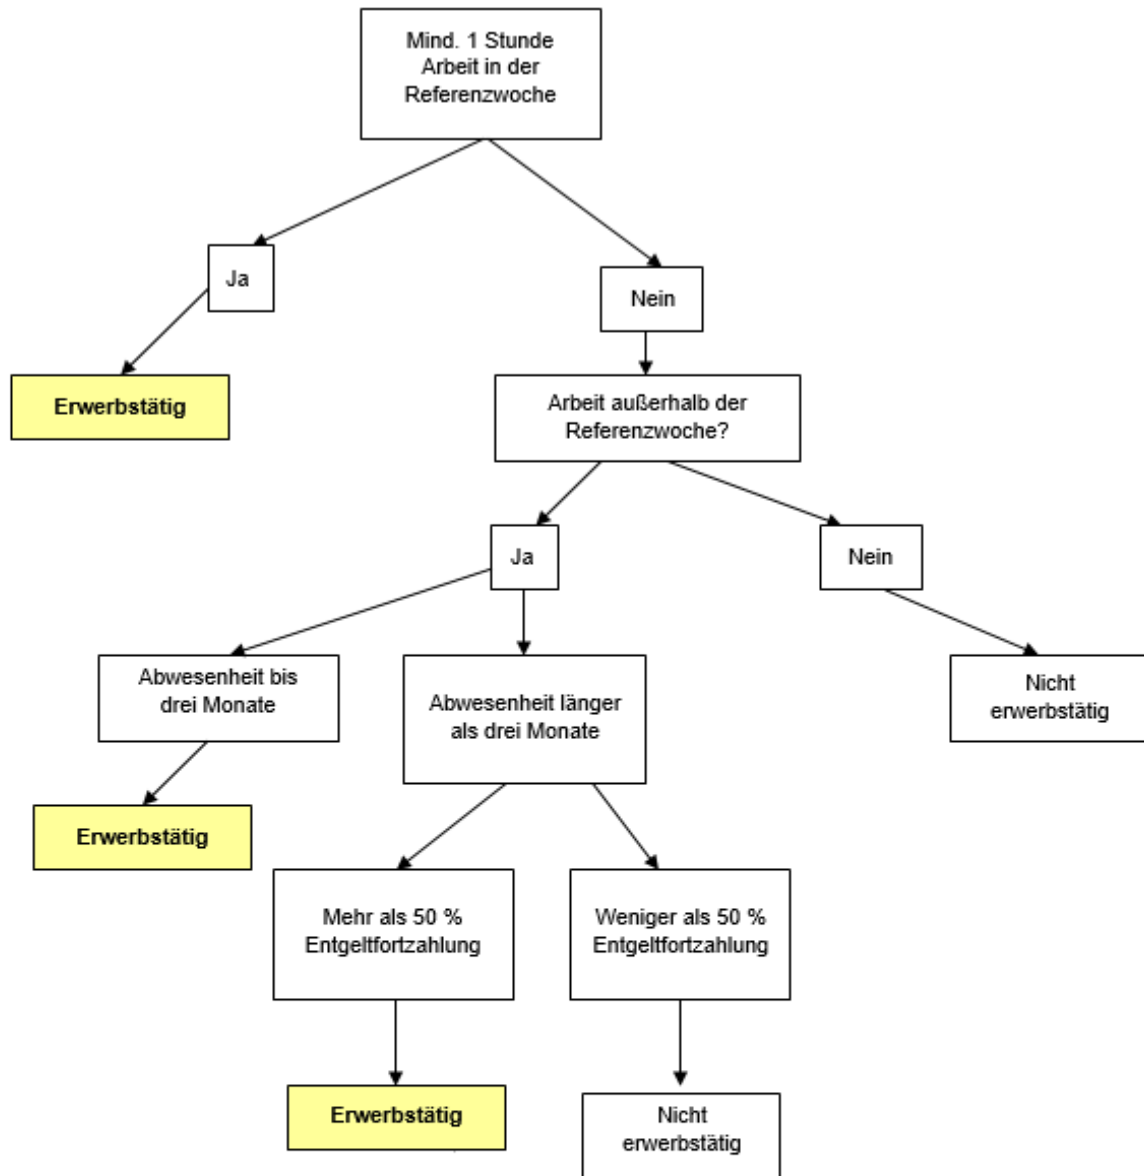 Mind. 1 Stunde
Arbeit in der
Referenzwoche
Ja
Nein
Erwerbstätig
Arbeit außerhalb der
Referenzwoche?
Ja
Nein
Abwesenheit bis
drei Monate
Abwesenheit länger
als drei Monate
Nicht
erwerbstätig
Erwerbstätig
Mehr als 50 %
Entgeltfortzahlung
Weniger als 50 %
Entgeltfortzahlung
Erwerbstätig
Nicht
erwerbstätig